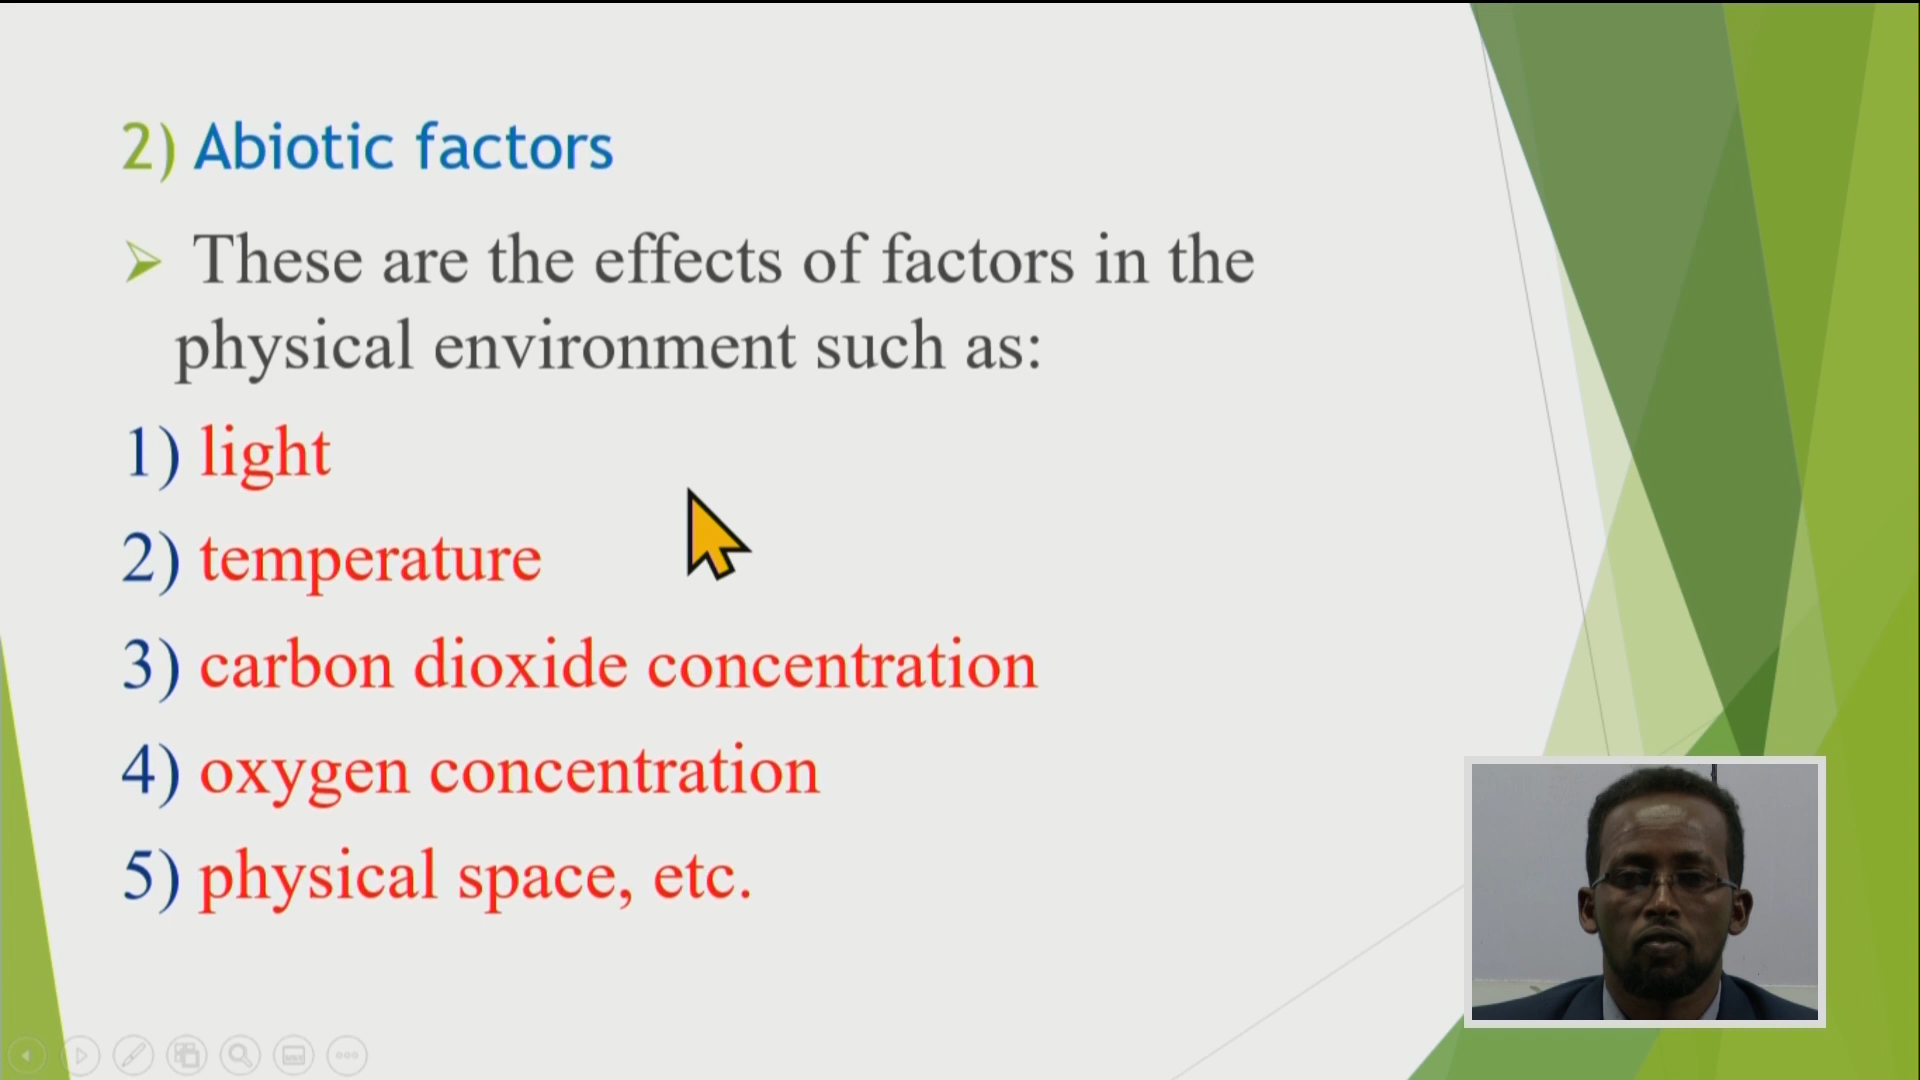 2) Abiotic factors
➢ These are the effects of factors in the
physical environment such as:
1) light
2) temperature
3) carbon dioxide concentration
4) oxygen concentration
5) physical space, etc.